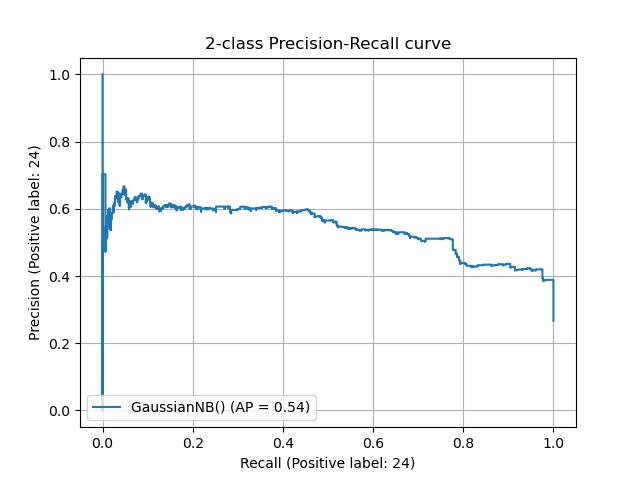 2-class Precision-Recall curve
1.0
0.8
0.6
0.4
0.2
0.0
Precision (Positive label: 24)
GaussianNB() (AP = 0.54)
0.0 0.2 0.4 0.6 0.8 1.0
Recall (Positive label: 24)